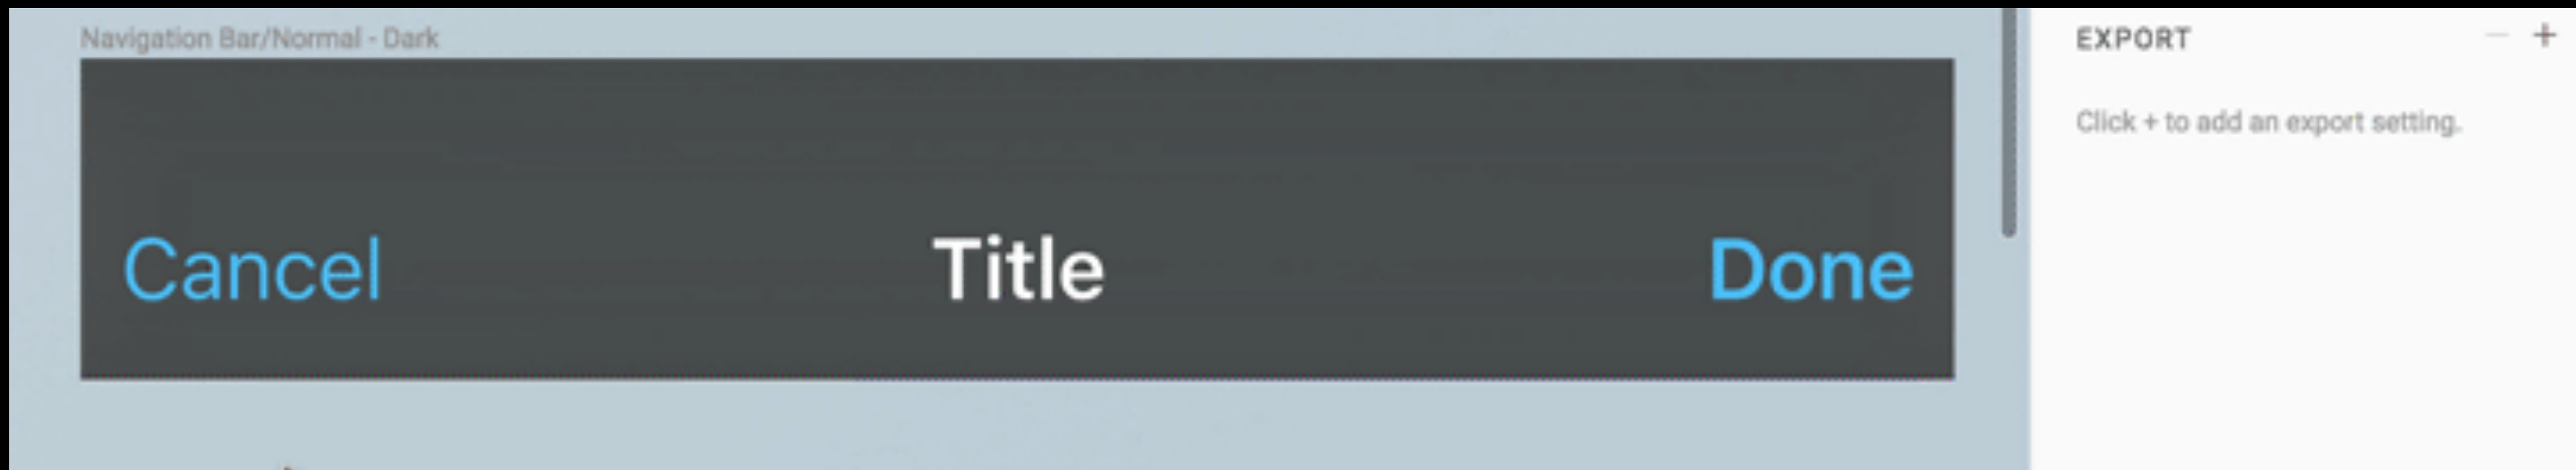 Navigation Bar/Normal - Dark
Cancel Title Done
EXPORT − +
Click + to add an export setting.